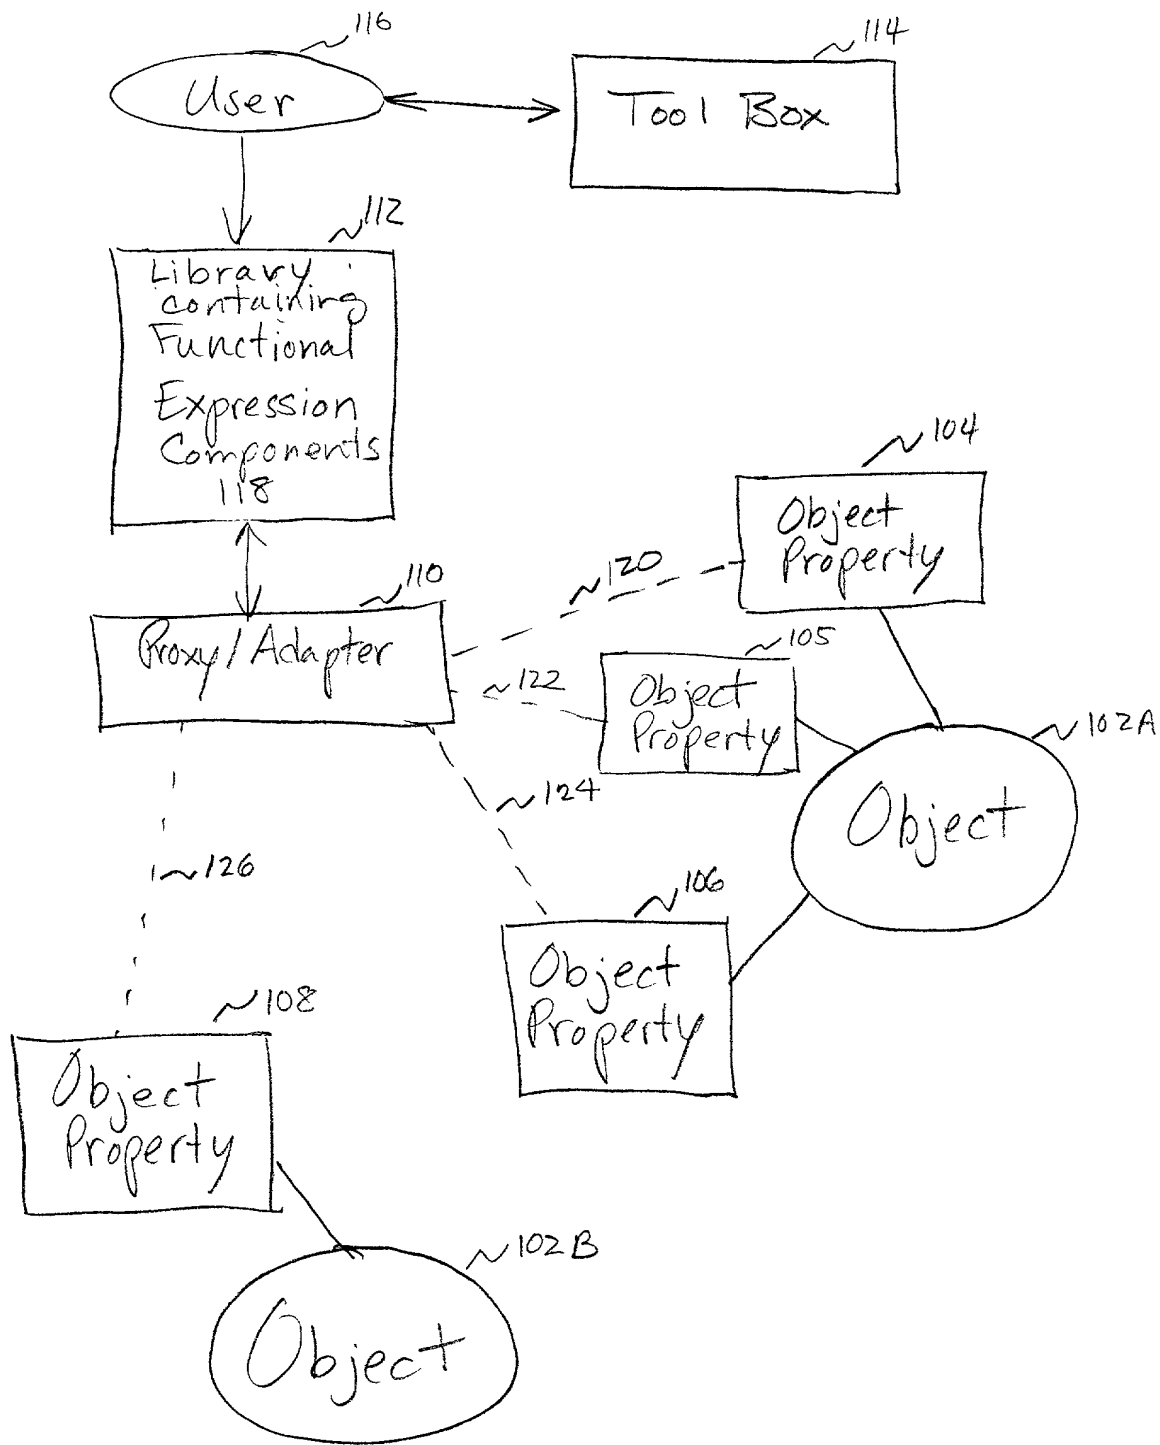 116
User
114
Tool Box
112
Library
containing
Functional
Expression
Components
118
104
Object
Property
110
Proxy/Adapter
120
105
Object
Property
122
102A
Object
124
106
Object
Property
126
108
Object
Property
102B
Object